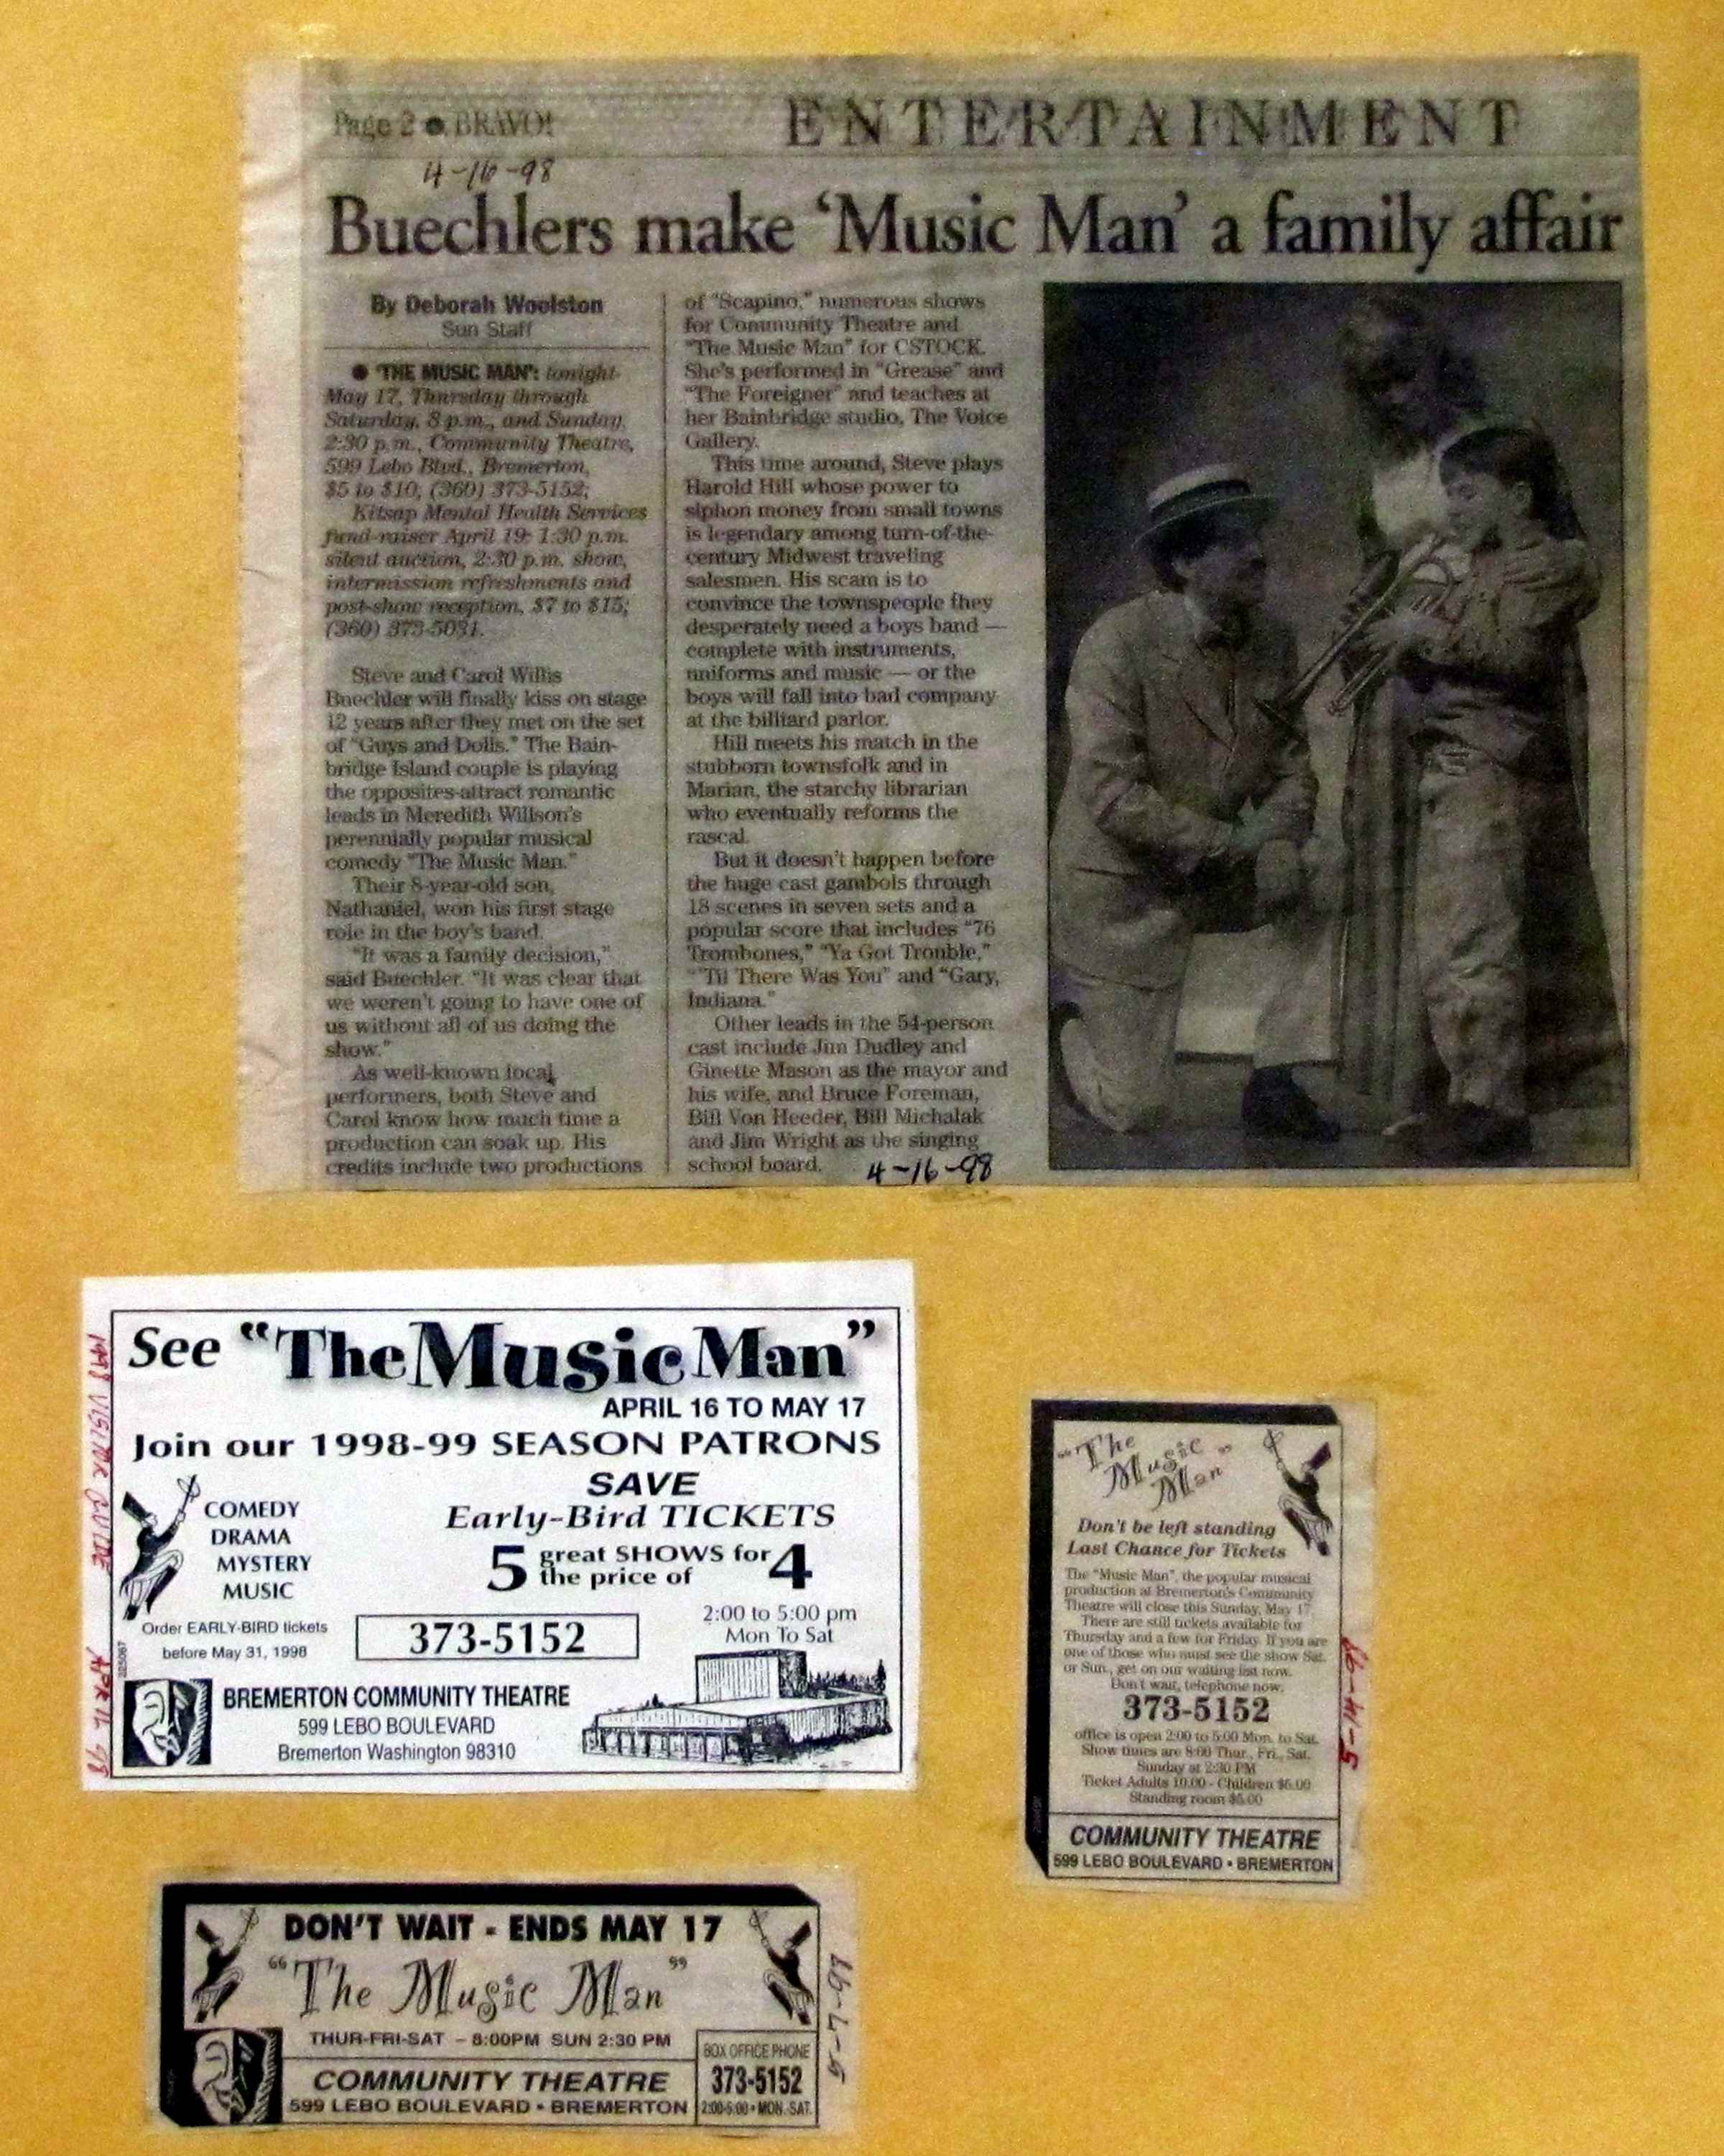 Page 2 ● BRAVO!
ENTERTAINMENT
4-16-98
Buechlers make ‘Music Man’ a family affair
By Deborah Woolston
Sun Staff
● ‘THE MUSIC MAN’: tonight-
May 17, Thursday through
Saturday, 8 p.m., and Sunday
2:30 p.m., Community Theatre,
599 Lebo Blvd., Bremerton,
$5 to $10; (360) 373-5152;
Kitsap Mental Health Services
fund-raiser April 19: 1:30 p.m.
silent auction, 2:30 p.m. show,
intermission refreshments and
post-show reception, $7 to $15;
(360) 373-5031.
Steve and Carol Willis
Buechler will finally kiss on stage
12 years after they met on the set
of "Guys and Dolls." The Bain-
bridge Island couple is playing
the opposites-attract romantic
leads in Meredith Willson's
perennially popular musical
comedy "The Music Man."
Their 8-year-old son,
Nathaniel, won his first stage
role in the boy's band.
"It was a family decision,"
said Buechler. "It was clear that
we weren't going to have one of
us without all of us doing the
show."
As well-known local
performers, both Steve and
Carol know how much time a
production can soak up. His
credits include two productions
of "Scapino," numerous shows
for Community Theatre and
"The Music Man" for CSTOCK.
She's performed in "Grease" and
"The Foreigner" and teaches at
her Bainbridge studio, The Voice
Gallery.
This time around, Steve plays
Harold Hill whose power to
siphon money from small towns
is legendary among turn-of-the-
century Midwest traveling
salesmen. His scam is to
convince the townspeople they
desperately need a boys band —
complete with instruments,
uniforms and music — or the
boys will fall into bad company
at the billiard parlor.
Hill meets his match in the
stubborn townsfolk and in
Marian, the starchy librarian
who eventually reforms the
rascal.
But it doesn't happen before
the huge cast gambols through
18 scenes in seven sets and a
popular score that includes "76
Trombones," "Ya Got Trouble,"
"'Til There Was You" and "Gary,
Indiana."
Other leads in the 54-person
cast include Jim Dudley and
Ginette Mason as the mayor and
his wife, and Bruce Foreman,
Bill Von Heeder, Bill Michalak
and Jim Wright as the singing
school board.
4-16-98
See "The Music Man"
APRIL 16 TO MAY 17
Join our 1998-99 SEASON PATRONS
SAVE
Early-Bird TICKETS
5 great SHOWS for
the price of 4
COMEDY
DRAMA
MYSTERY
MUSIC
Order EARLY-BIRD tickets
before May 31, 1998
373-5152
2:00 to 5:00 pm
Mon To Sat
BREMERTON COMMUNITY THEATRE
599 LEBO BOULEVARD
Bremerton Washington 98310
225067
VISITOR GUIDE
APRIL 98
"The
Music
Man"
Don't be left standing
Last Chance for Tickets
The "Music Man", the popular musical
production at Bremerton's Community
Theatre will close this Sunday, May 17.
There are still tickets available for
Thursday and a few for Friday. If you are
one of those who must see the show Sat.
or Sun., get on our waiting list now.
Don't wait, telephone now.
373-5152
office is open 2:00 to 5:00 Mon. to Sat.
Show times are 8:00 Thur., Fri., Sat.
Sunday at 2:30 PM
Ticket Adults 10.00 - Children $6.00
Standing room $5.00
COMMUNITY THEATRE
599 LEBO BOULEVARD • BREMERTON
5-14-98
DON'T WAIT - ENDS MAY 17
"The Music Man"
THUR-FRI-SAT – 8:00PM SUN 2:30 PM
COMMUNITY THEATRE
599 LEBO BOULEVARD • BREMERTON
BOX OFFICE PHONE
373-5152
2:00-5:00 • MON.-SAT.
5-7-98